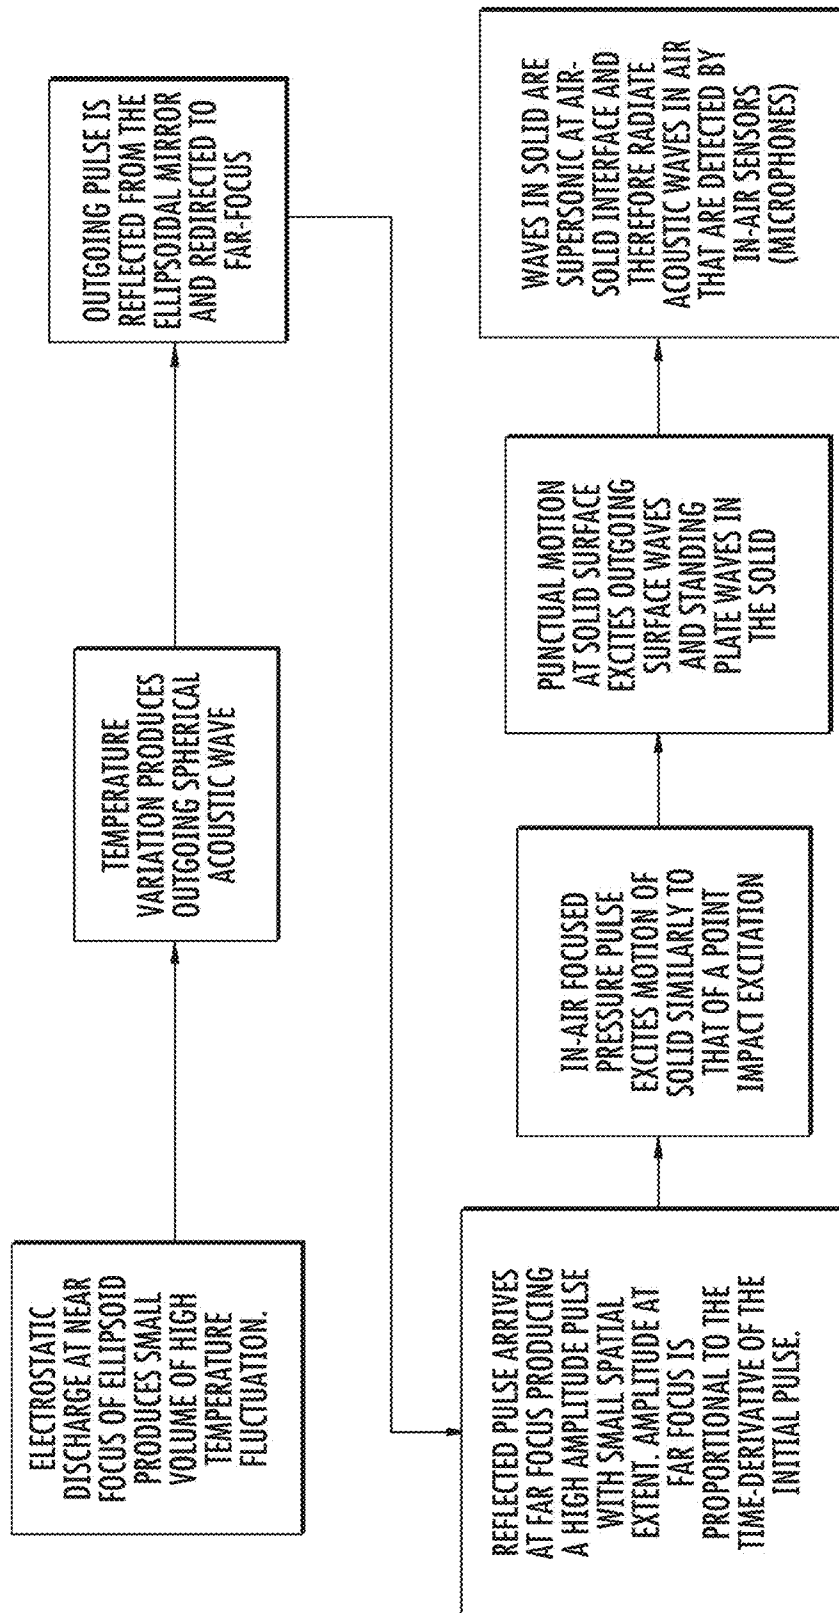 ELECTROSTATIC
DISCHARGE AT NEAR
FOCUS OF ELLIPSOID
PRODUCES SMALL
VOLUME OF HIGH
TEMPERATURE
FLUCTUATION.
TEMPERATURE
VARIATION PRODUCES
OUTGOING SPHERICAL
ACOUSTIC WAVE
OUTGOING PULSE IS
REFLECTED FROM THE
ELLIPSOIDAL MIRROR
AND REDIRECTED TO
FAR-FOCUS
REFLECTED PULSE ARRIVES
AT FAR FOCUS PRODUCING
A HIGH AMPLITUDE PULSE
WITH SMALL SPATIAL
EXTENT. AMPLITUDE AT
FAR FOCUS IS
PROPORTIONAL TO THE
TIME-DERIVATIVE OF THE
INITIAL PULSE.
IN-AIR FOCUSED
PRESSURE PULSE
EXCITES MOTION OF
SOLID SIMILARLY TO
THAT OF A POINT
IMPACT EXCITATION
PUNCTUAL MOTION
AT SOLID SURFACE
EXCITES OUTGOING
SURFACE WAVES
AND STANDING
PLATE WAVES IN
THE SOLID
WAVES IN SOLID ARE
SUPERSONIC AT AIR-
SOLID INTERFACE AND
THEREFORE RADIATE
ACOUSTIC WAVES IN AIR
THAT ARE DETECTED BY
IN-AIR SENSORS
(MICROPHONES)